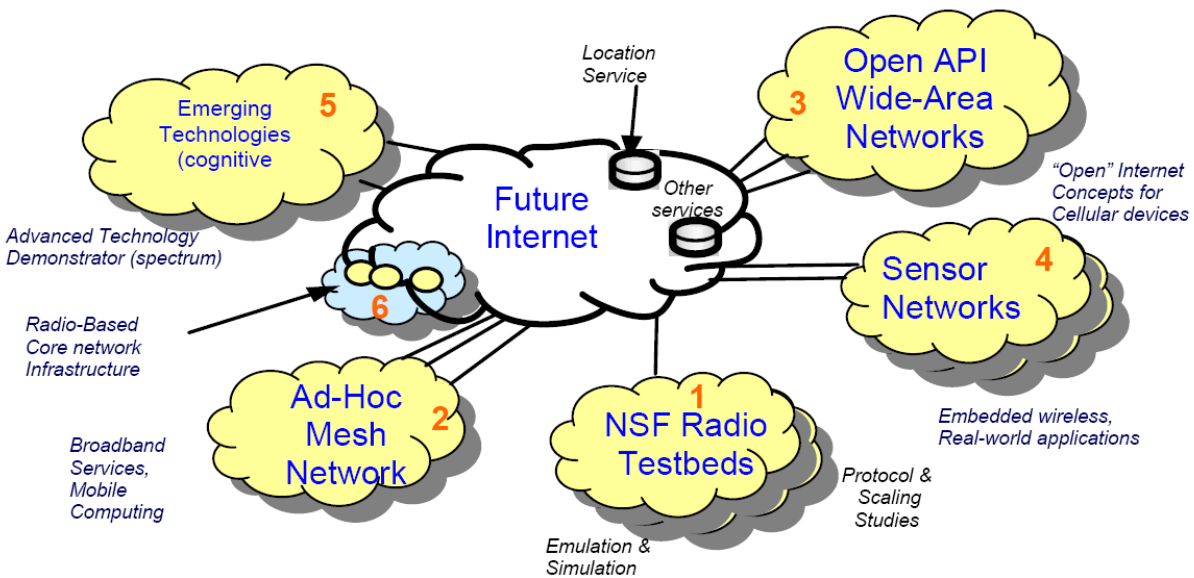 Location
Service
Open API
Wide-Area
Networks
3
Emerging
Technologies
(cognitive
5
Future
Internet
Other
services
"Open" Internet
Concepts for
Cellular devices
Advanced Technology
Demonstrator (spectrum)
Sensor
Networks
4
6
Radio-Based
Core network
Infrastructure
Ad-Hoc
Mesh
Network
2
1
NSF Radio
Testbeds
Embedded wireless,
Real-world applications
Broadband
Services,
Mobile
Computing
Protocol &
Scaling
Studies
Emulation &
Simulation